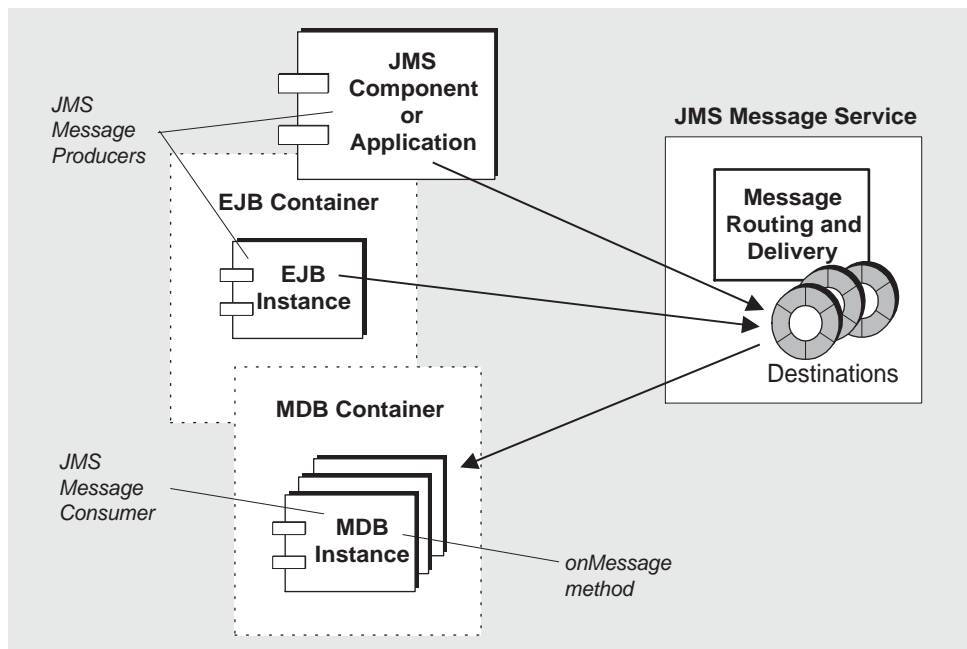 JMS
Component
or
Application
JMS
Message
Producers
JMS Message Service
Message
Routing and
Delivery
EJB Container
EJB
Instance
Destinations
MDB Container
JMS
Message
Consumer
MDB
Instance
onMessage
method